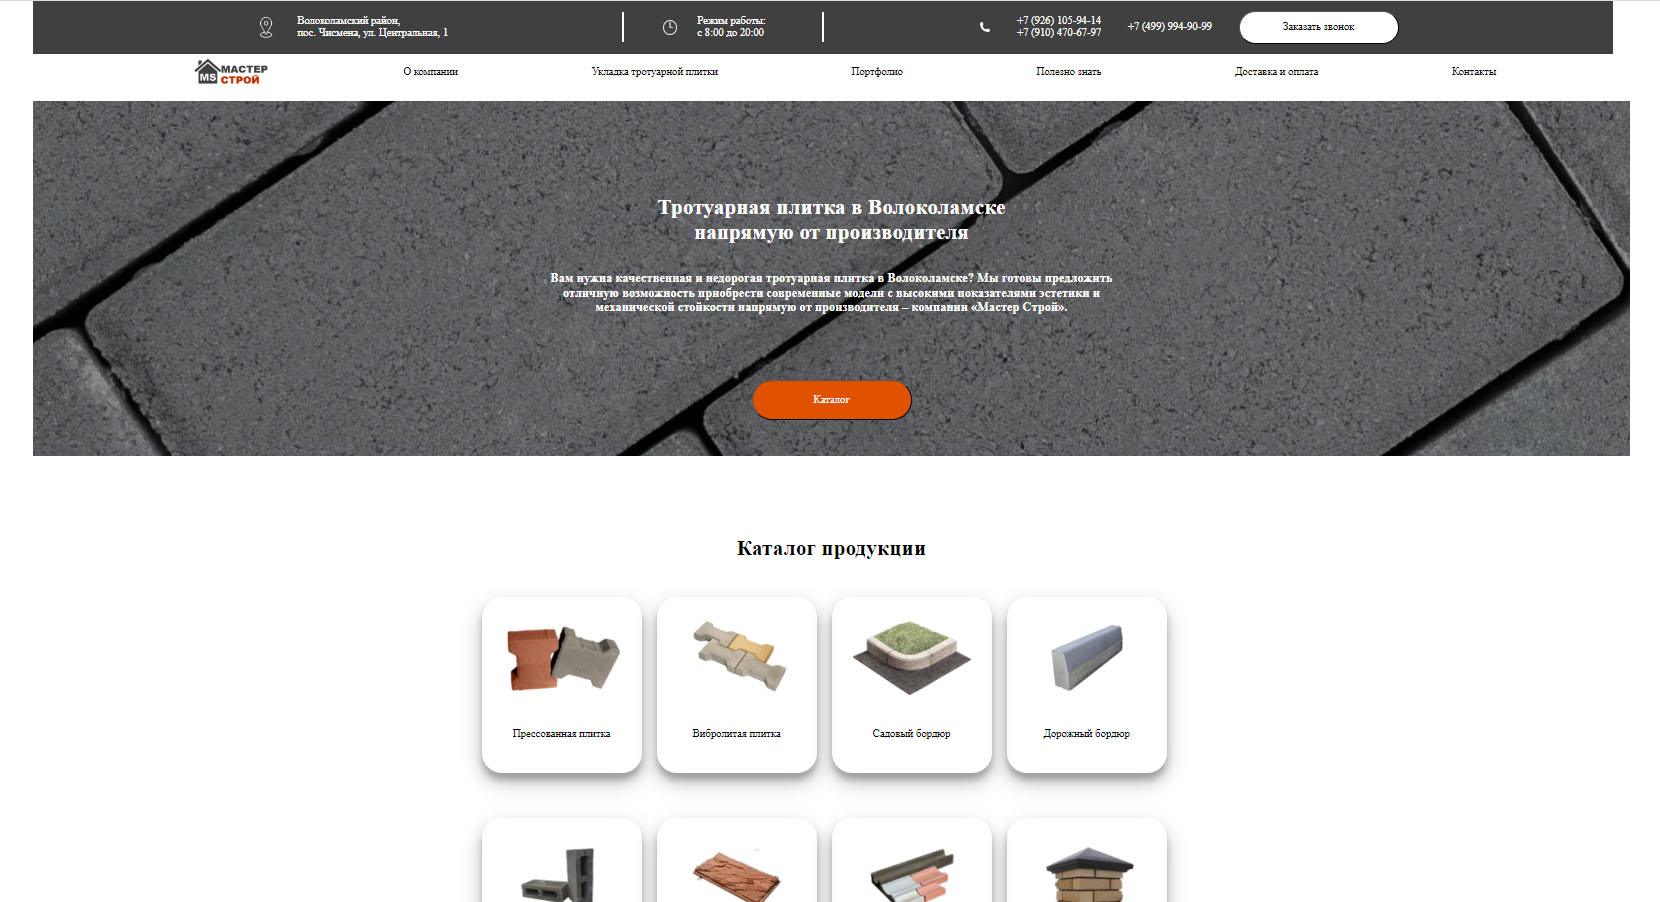 Волоколамский район,
пос. Чисмена, ул. Центральная, 1
Режим работы:
с 8:00 до 20:00
+7 (926) 105-94-14
+7 (910) 470-67-97
+7 (499) 994-90-99
Заказать звонок
MS МАСТЕР
СТРОЙ
О компании
Укладка тротуарной плитки
Портфолио
Полезно знать
Доставка и оплата
Контакты
Тротуарная плитка в Волоколамске
напрямую от производителя
Вам нужна качественная и недорогая тротуарная плитка в Волоколамске? Мы готовы предложить
отличную возможность приобрести современные модели с высокими показателями эстетики и
механической стойкости напрямую от производителя – компании «Мастер Строй».
Каталог
Каталог продукции
Прессованная плитка
Вибролитая плитка
Садовый бордюр
Дорожный бордюр